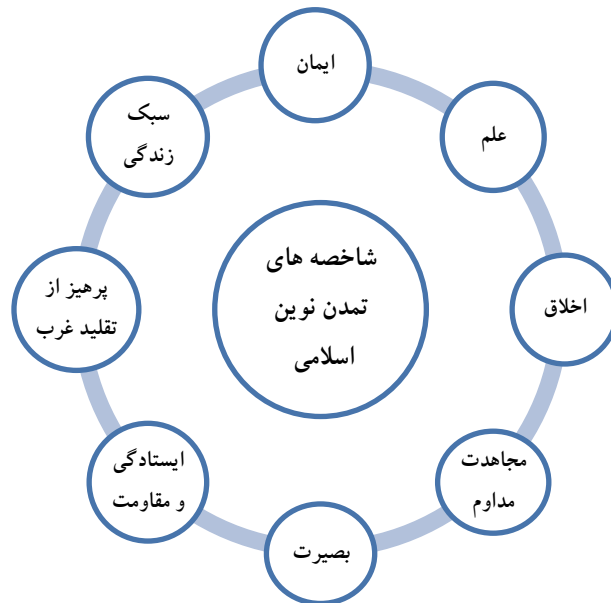 شاخصه های
تمدن نوین
اسلامی
ایمان
علم
اخلاق
مجاهدت
مداوم
بصیرت
ایستادگی
و مقاومت
پرهیز از
تقلید غرب
سبک
زندگی